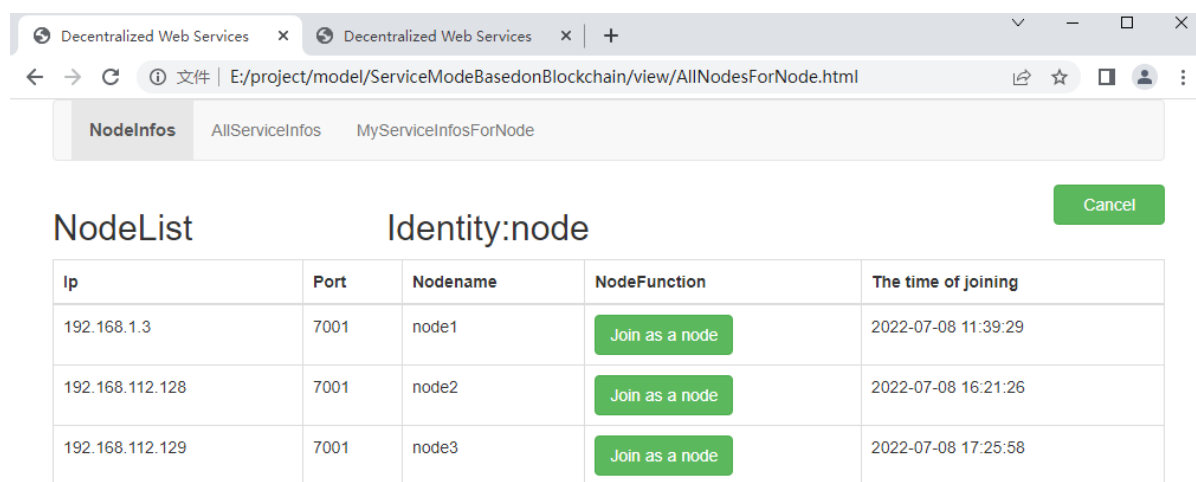 Decentralized Web Services Decentralized Web Services
文件 E:/project/model/ServiceModeBasedonBlockchain/view/AllNodesForNode.html
NodeInfos AllServiceInfos MyServiceInfosForNode
Cancel
NodeList Identity:node
Ip Port Nodename NodeFunction The time of joining
192.168.1.3 7001 node1 Join as a node 2022-07-08 11:39:29
192.168.112.128 7001 node2 Join as a node 2022-07-08 16:21:26
192.168.112.129 7001 node3 Join as a node 2022-07-08 17:25:58